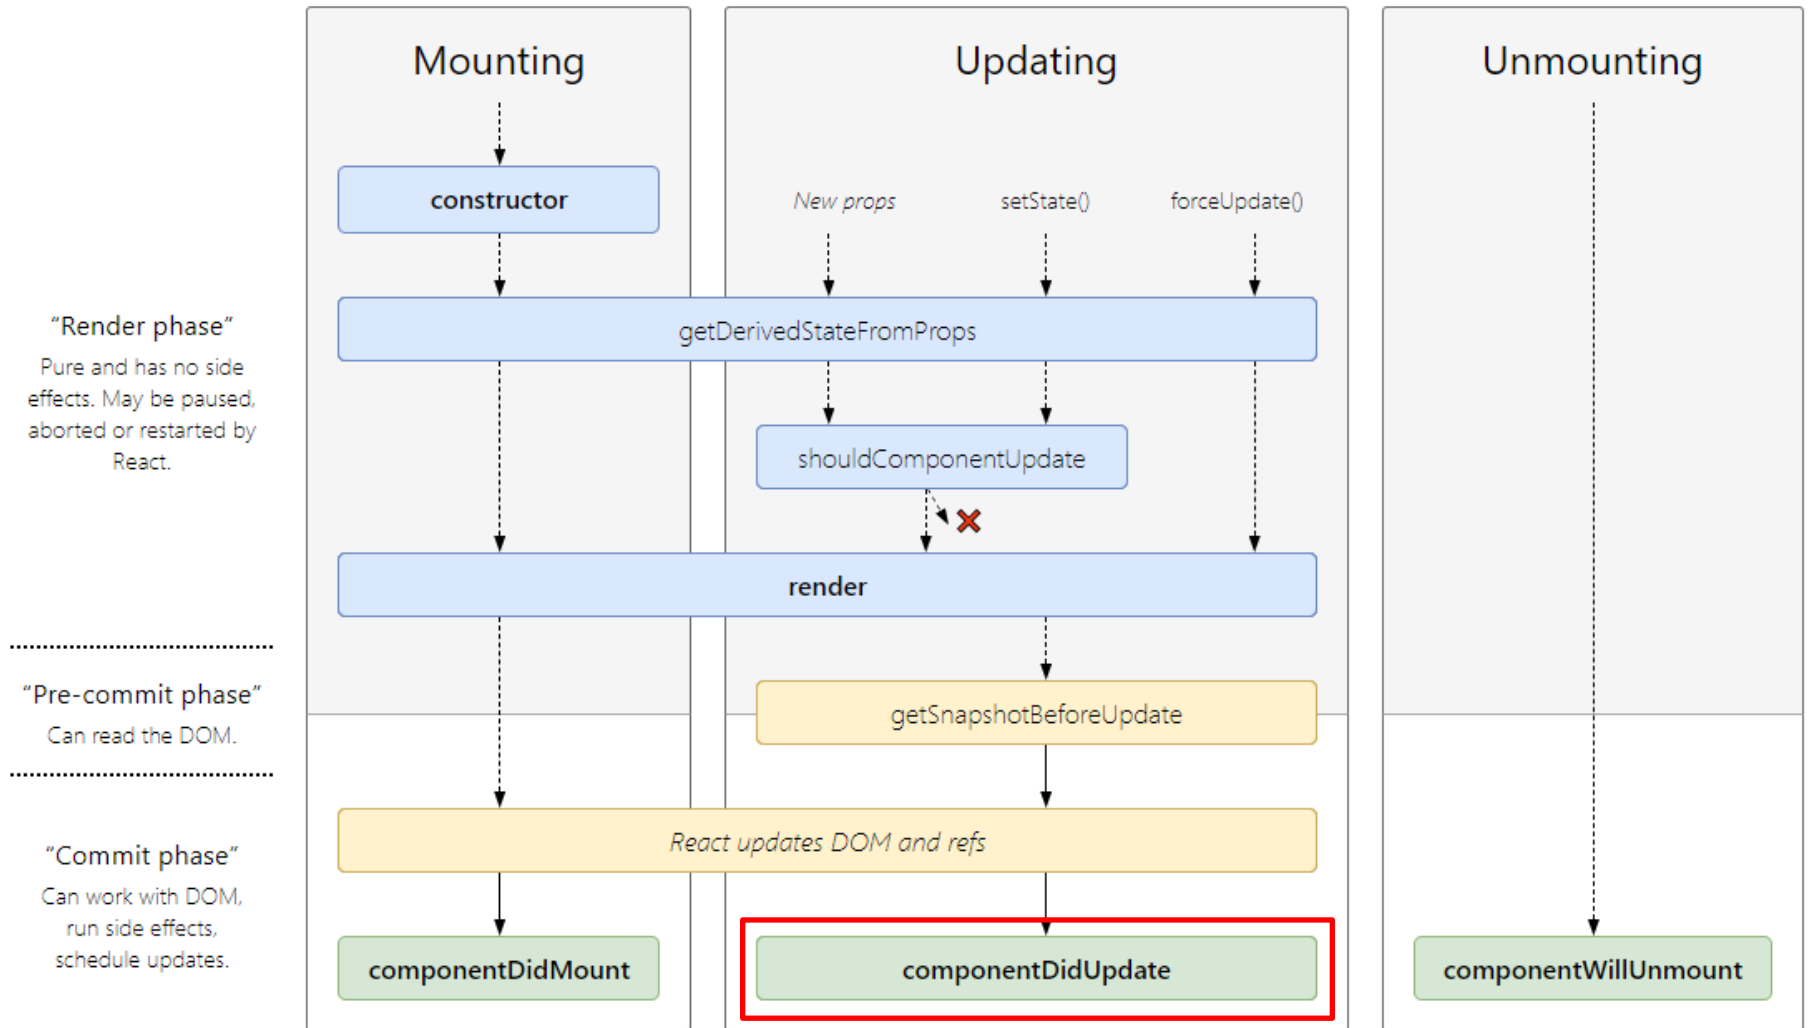 Mounting
Updating
Unmounting
constructor
New props
setState()
forceUpdate()
getDerivedStateFromProps
“Render phase”
Pure and has no side
effects. May be paused,
aborted or restarted by
React.
shouldComponentUpdate
render
“Pre-commit phase”
Can read the DOM.
getSnapshotBeforeUpdate
React updates DOM and refs
“Commit phase”
Can work with DOM,
run side effects,
schedule updates.
componentDidMount
componentDidUpdate
componentWillUnmount